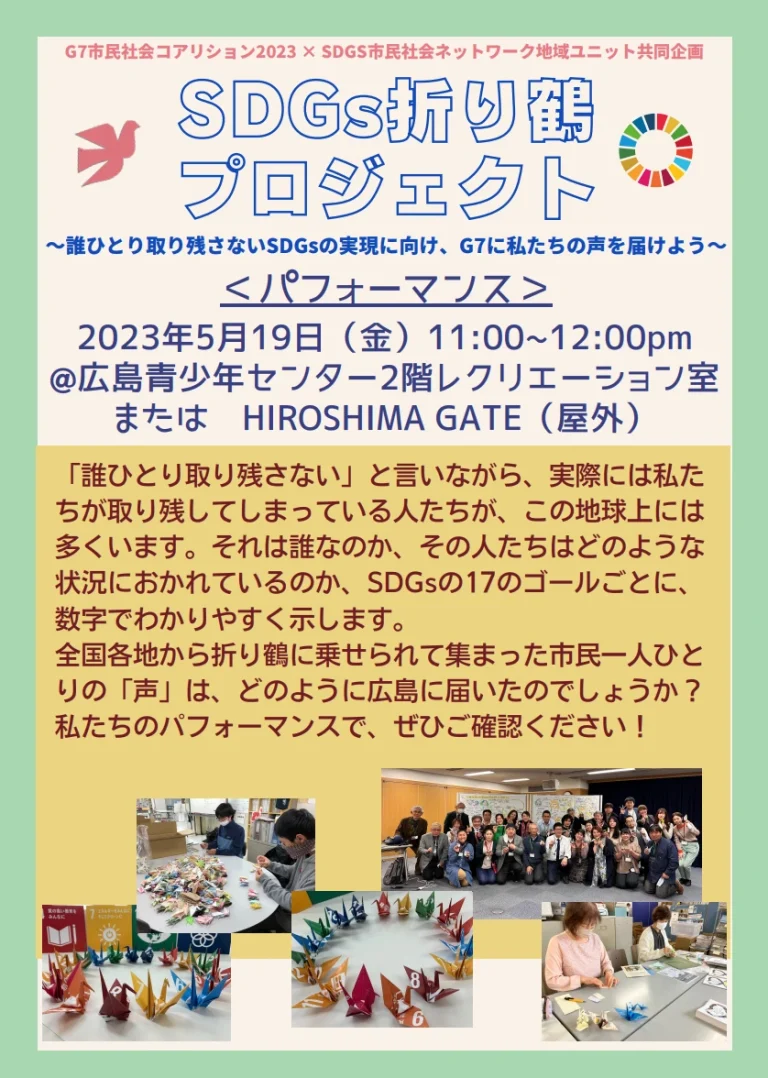 G7市民社会コアリション2023 × SDGS市民社会ネットワーク地域ユニット共同企画
SDGs折り鶴
プロジェクト
〜誰ひとり取り残さないSDGsの実現に向け、G7に私たちの声を届けよう〜
＜パフォーマンス＞
2023年5月19日（金）11:00~12:00pm
@広島青少年センター2階レクリエーション室
または　HIROSHIMA GATE（屋外）
「誰ひとり取り残さない」と言いながら、実際には私た
ちが取り残してしまっている人たちが、この地球上には
多くいます。それは誰なのか、その人たちはどのような
状況におかれているのか、SDGsの17のゴールごとに、
数字でわかりやすく示します。
全国各地から折り鶴に乗せられて集まった市民一人ひと
りの「声」は、どのように広島に届いたのでしょうか？
私たちのパフォーマンスで、ぜひご確認ください！
質の高い教育を
みんなに
7
8
6